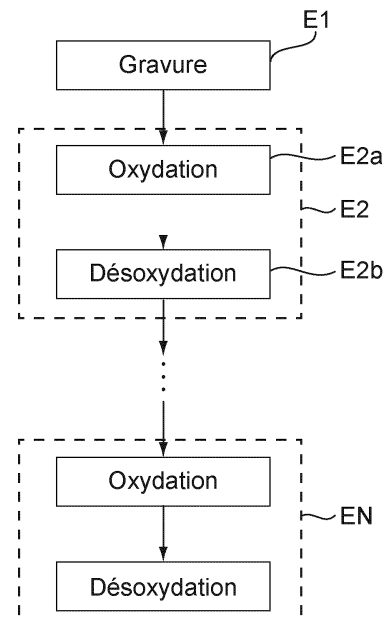 E1
Gravure
Oxydation
E2a
E2
Désoxydation
E2b
Oxydation
EN
Désoxydation